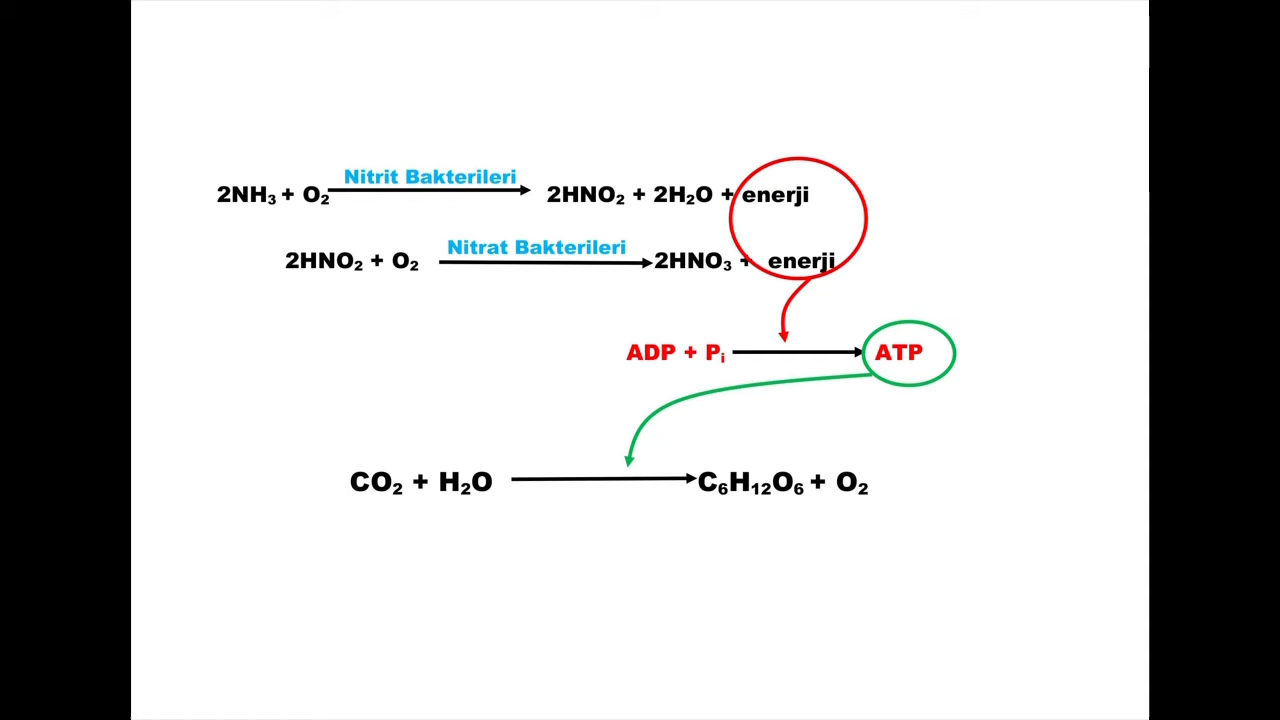 Nitrit Bakterileri
2NH₃ + O₂ 2HNO₂ + 2H₂O + enerji
Nitrat Bakterileri
2HNO₂ + O₂ 2HNO₃ + enerji
ADP + Pᵢ ATP
CO₂ + H₂O C₆H₁₂O₆ + O₂